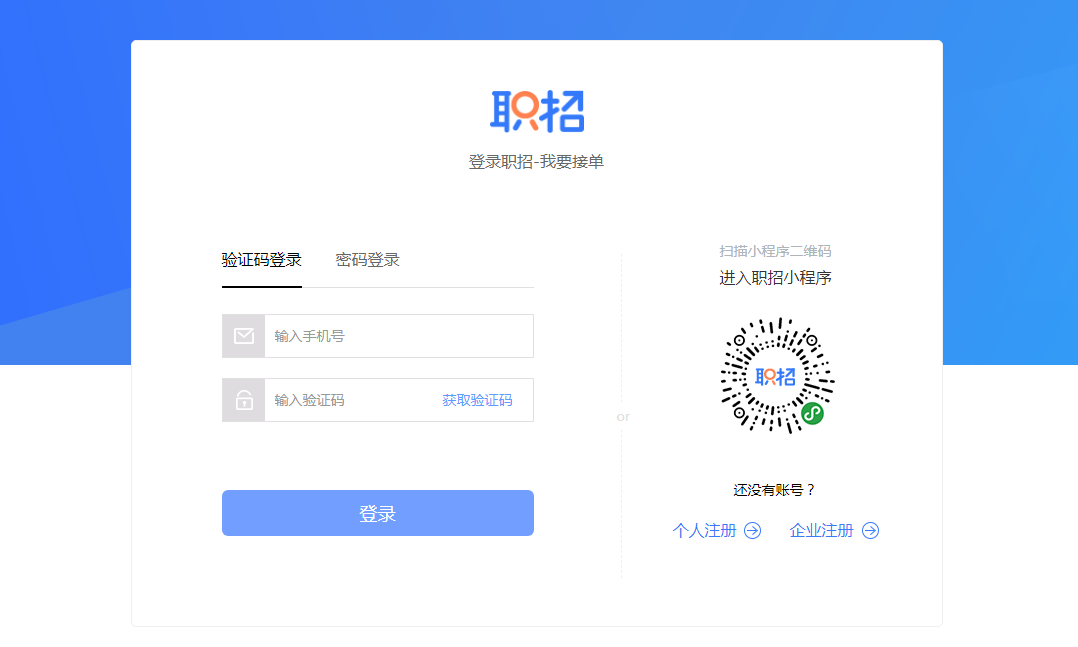 职招
登录职招-我要接单
验证码登录 密码登录
输入手机号
输入验证码 获取验证码
登录
or
扫描小程序二维码
进入职招小程序
职招
还没有账号？
个人注册 企业注册